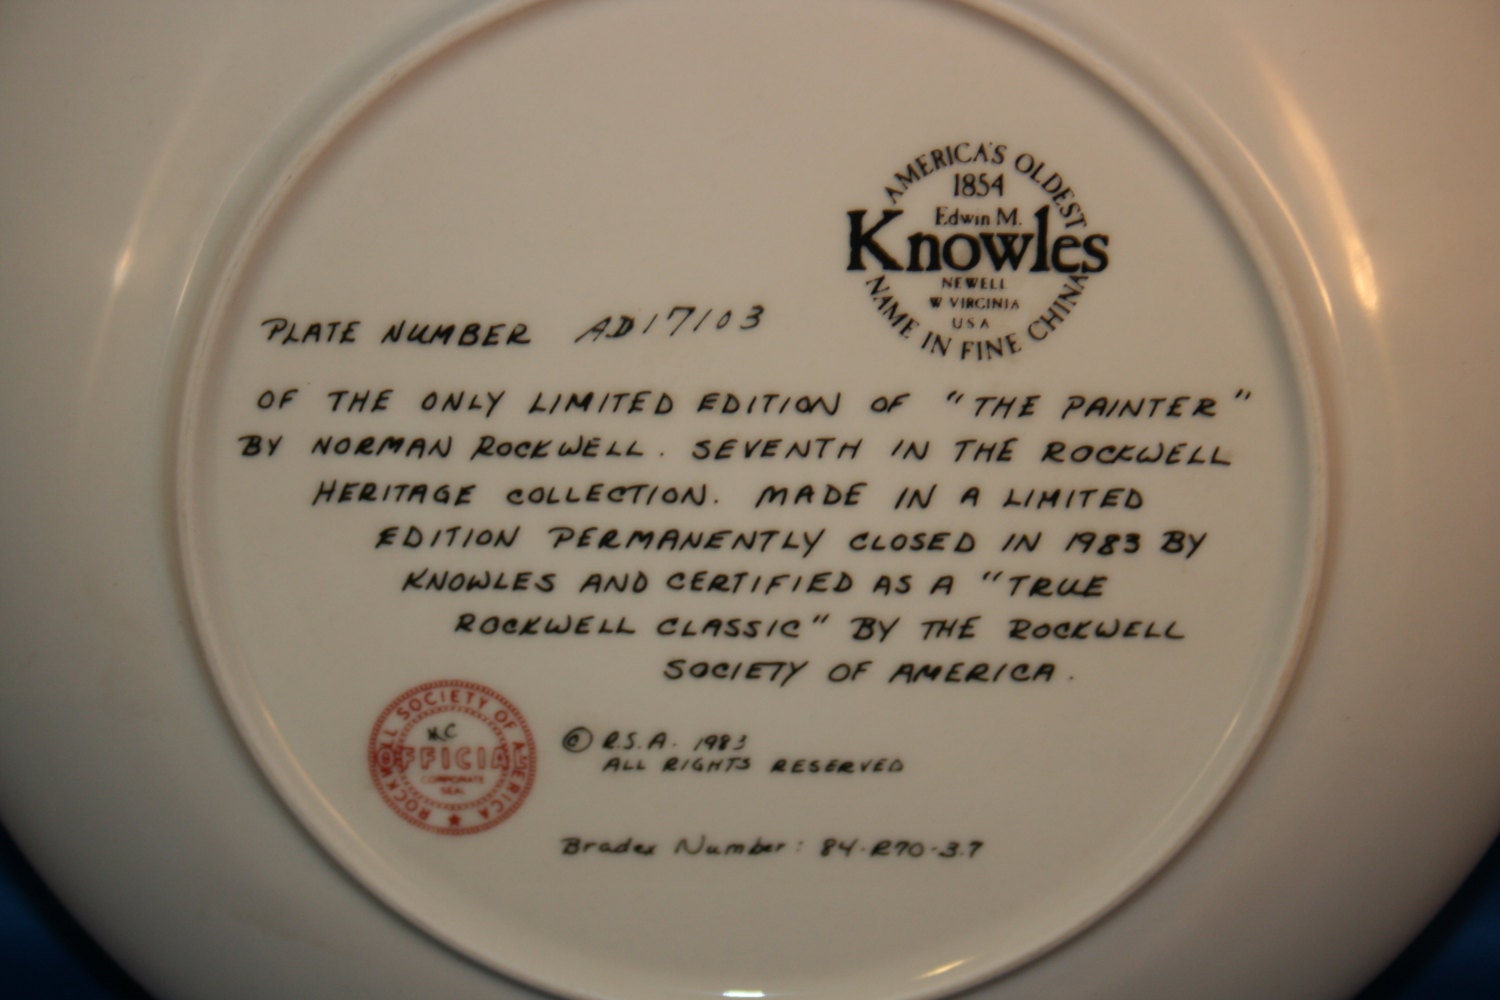 AMERICA'S OLDEST
1854
Edwin M.
Knowles
NEWELL
W VIRGINIA
USA
NAME IN FINE CHINA
PLATE NUMBER AD17103
OF THE ONLY LIMITED EDITION OF "THE PAINTER"
BY NORMAN ROCKWELL. SEVENTH IN THE ROCKWELL
HERITAGE COLLECTION. MADE IN A LIMITED
EDITION PERMANENTLY CLOSED IN 1983 BY
KNOWLES AND CERTIFIED AS A "TRUE
ROCKWELL CLASSIC" BY THE ROCKWELL
SOCIETY OF AMERICA.
ROCKWELL SOCIETY OF AMERICA
OFFICIAL
CORPORATE
SEAL
© R.S.A. 1983
ALL RIGHTS RESERVED
Bradex Number: 84-R70-3.7